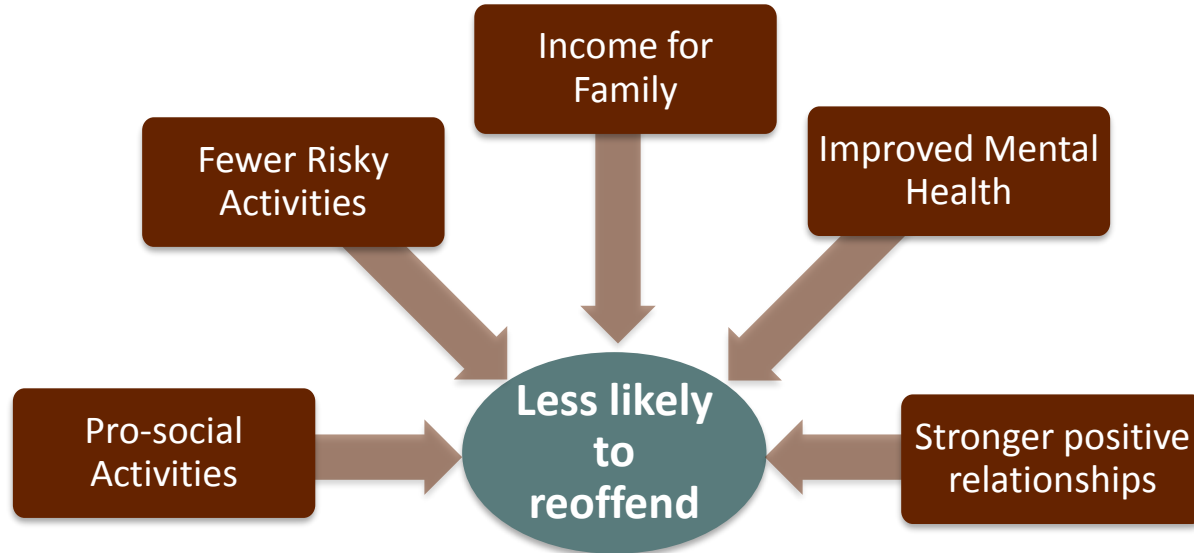 Income for
Family
Fewer Risky
Activities
Improved Mental
Health
Pro-social
Activities
Less likely
to
reoffend
Stronger positive
relationships